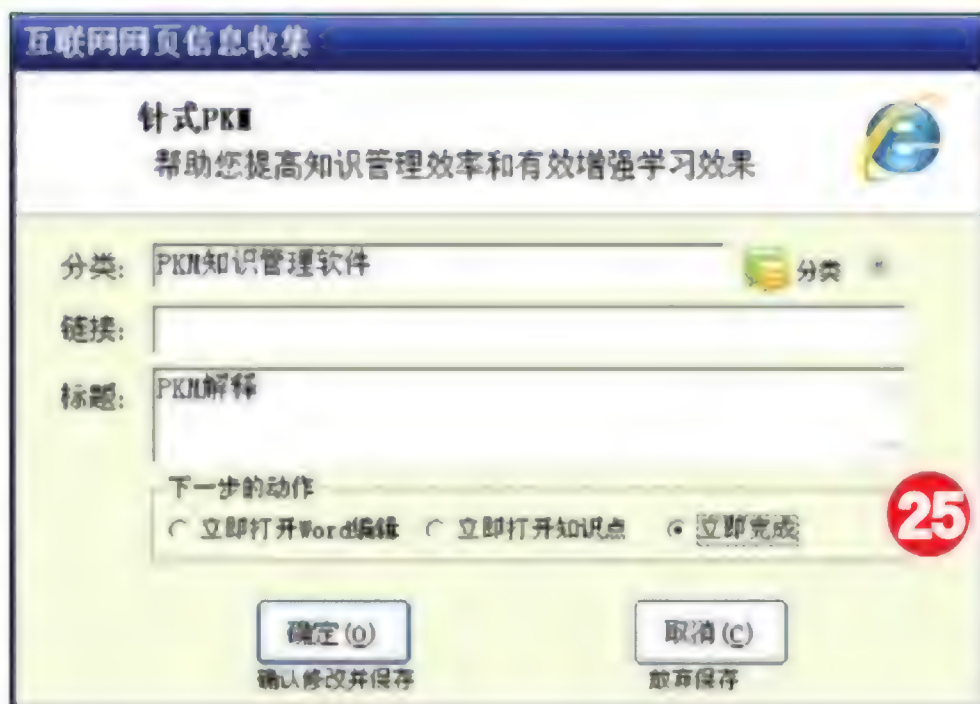 互联网网页信息收集
针式PKM
帮助您提高知识管理效率和有效增强学习效果
分类: PKM知识管理软件 分类
链接:
标题: PKM解释
下一步的动作
立即打开Word编辑 立即打开知识点 立即完成
25
确定(O) 取消(C)
确认修改并保存 放弃保存